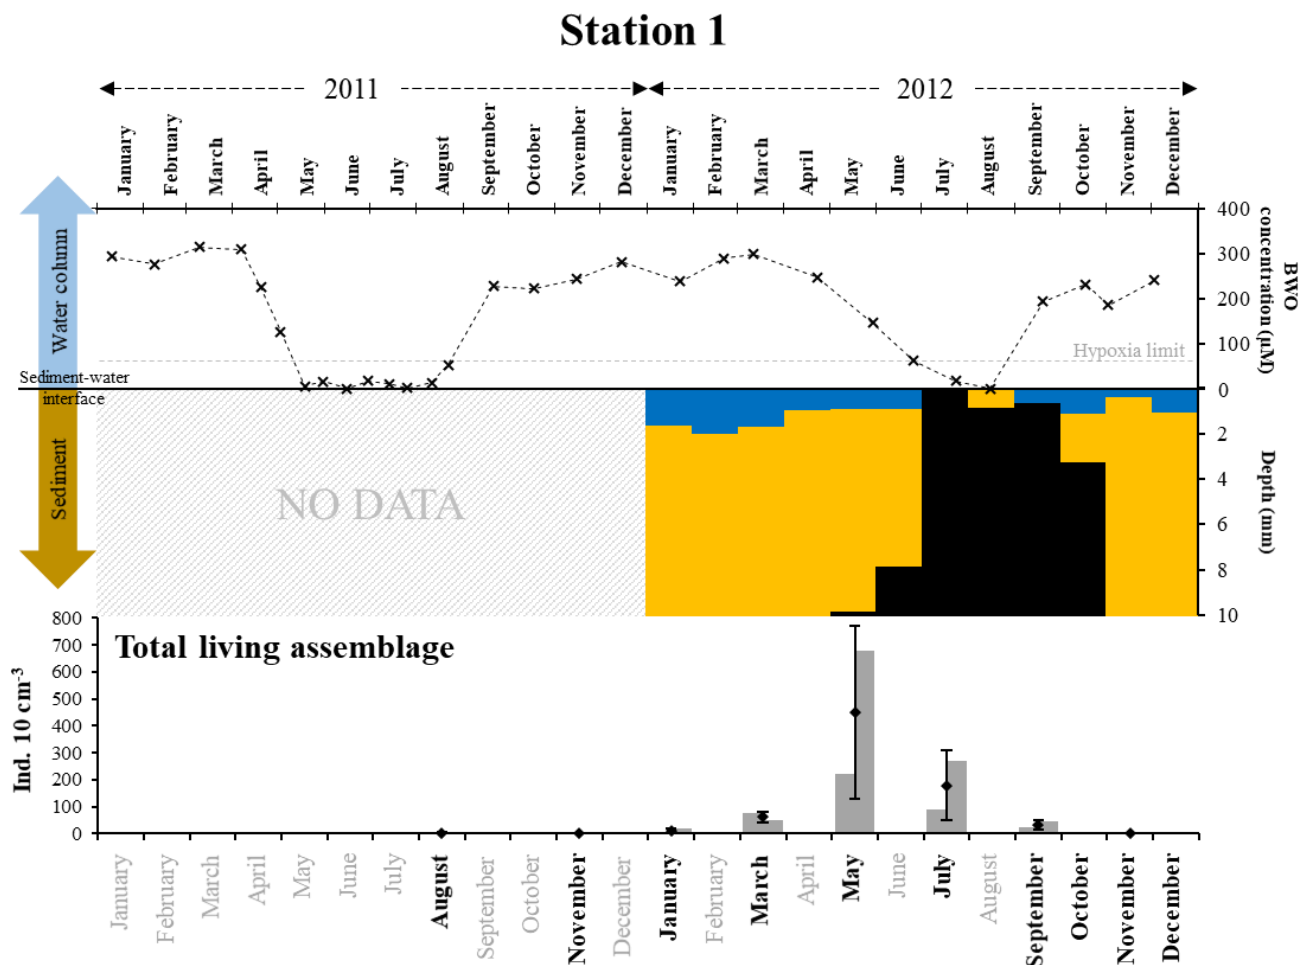 Station 1
2011 2012
January February March April May June July August September October November December January February March April May June July August September October November December
Water column
400
300
200
100
0
BWO
concentration (µM)
Hypoxia limit
Sediment-water
interface
Sediment
NO DATA
2
4
6
8
10
Depth (mm)
Total living assemblage
Ind. 10 cm-3
800
700
600
500
400
300
200
100
0
January February March April May June July August September October November December January February March April May June July August September October November December